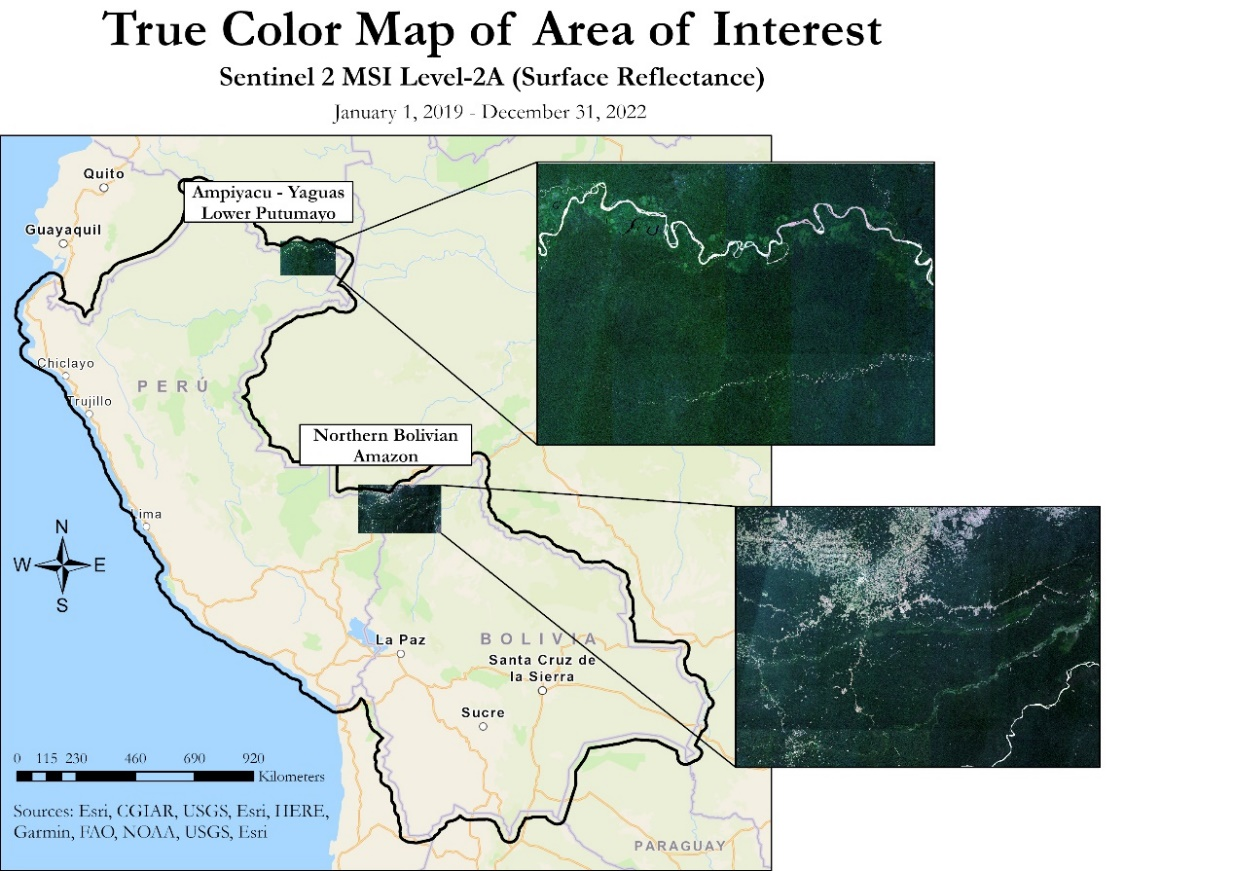 True Color Map of Area of Interest
Sentinel 2 MSI Level-2A (Surface Reflectance)
January 1, 2019 - December 31, 2022
Quito
Ampiyacu - Yaguas
Lower Putumayo
Guayaquil
Chiclayo
PERÚ
Trujillo
Northern Bolivian
Amazon
Lima
N
W
E
S
La Paz
BOLIVIA
Santa Cruz de
la Sierra
Sucre
0 115 230 460 690 920
Kilometers
Sources: Esri, CGIAR, USGS, Esri, HERE,
Garmin, FAO, NOAA, USGS, Esri
PARAGUAY